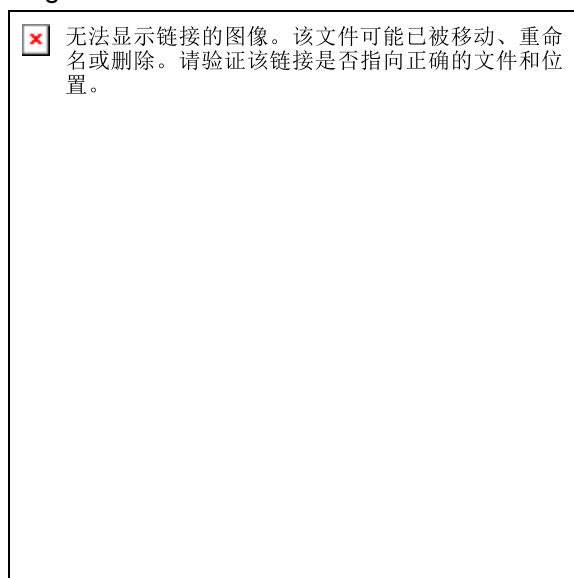 无法显示链接的图像。该文件可能已被移动、重命
名或删除。请验证该链接是否指向正确的文件和位
置。